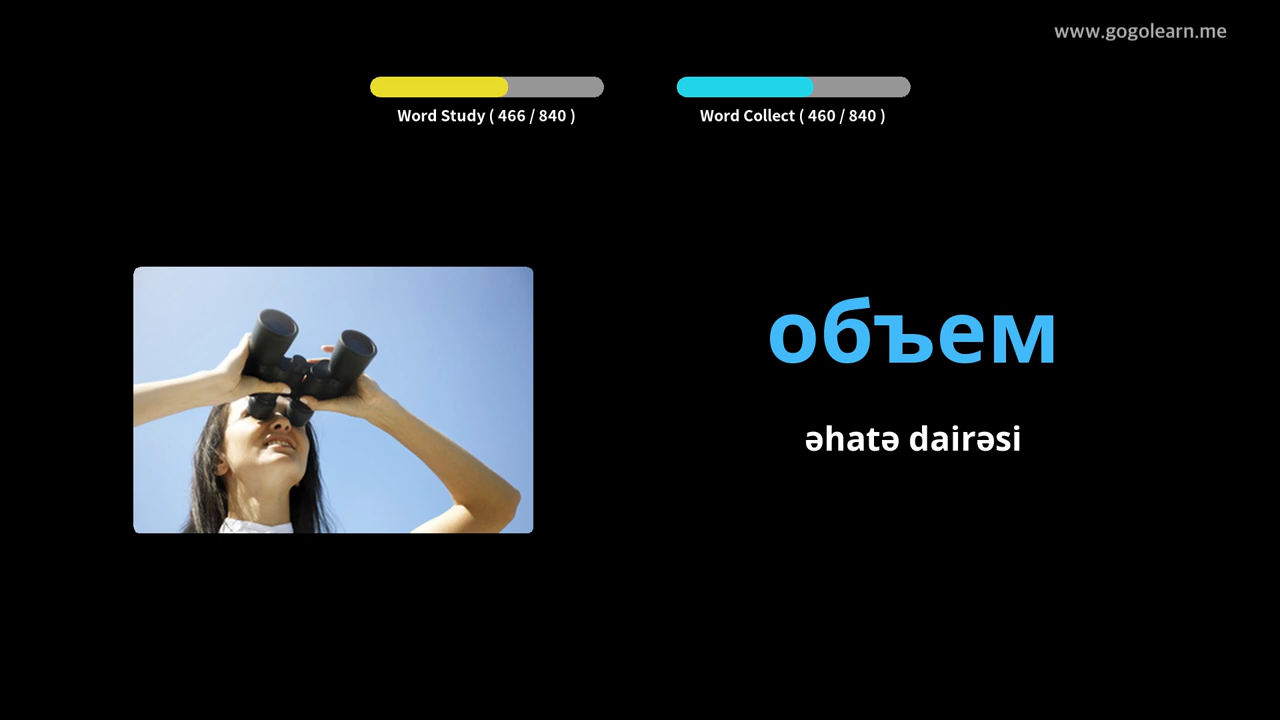 www.gogolearn.me
Word Study ( 466 / 840 )
Word Collect ( 460 / 840 )
объем
əhatə dairəsi